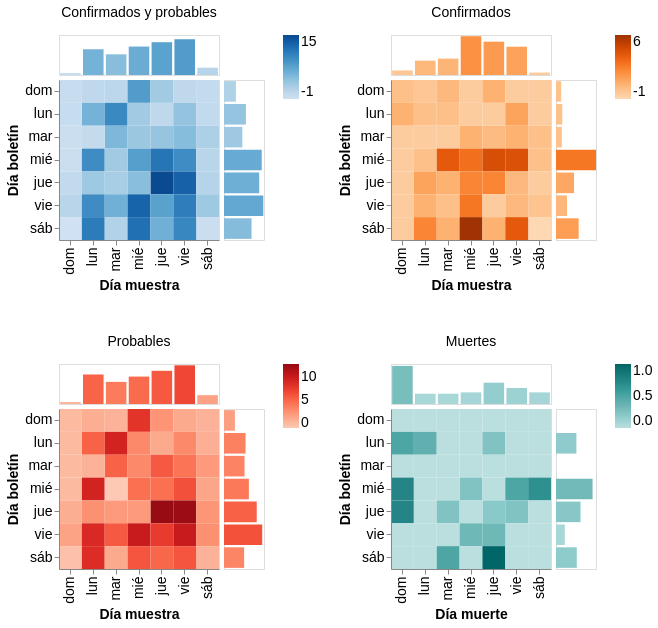 Confirmados y probables
15
-1
dom
lun
mar
mié
jue
vie
sáb
Día boletín
dom
lun
mar
mié
jue
vie
sáb
Día muestra
Confirmados
6
-1
dom
lun
mar
mié
jue
vie
sáb
Día boletín
dom
lun
mar
mié
jue
vie
sáb
Día muestra
Probables
10
5
0
dom
lun
mar
mié
jue
vie
sáb
Día boletín
dom
lun
mar
mié
jue
vie
sáb
Día muestra
Muertes
1.0
0.5
0.0
dom
lun
mar
mié
jue
vie
sáb
Día boletín
dom
lun
mar
mié
jue
vie
sáb
Día muerte